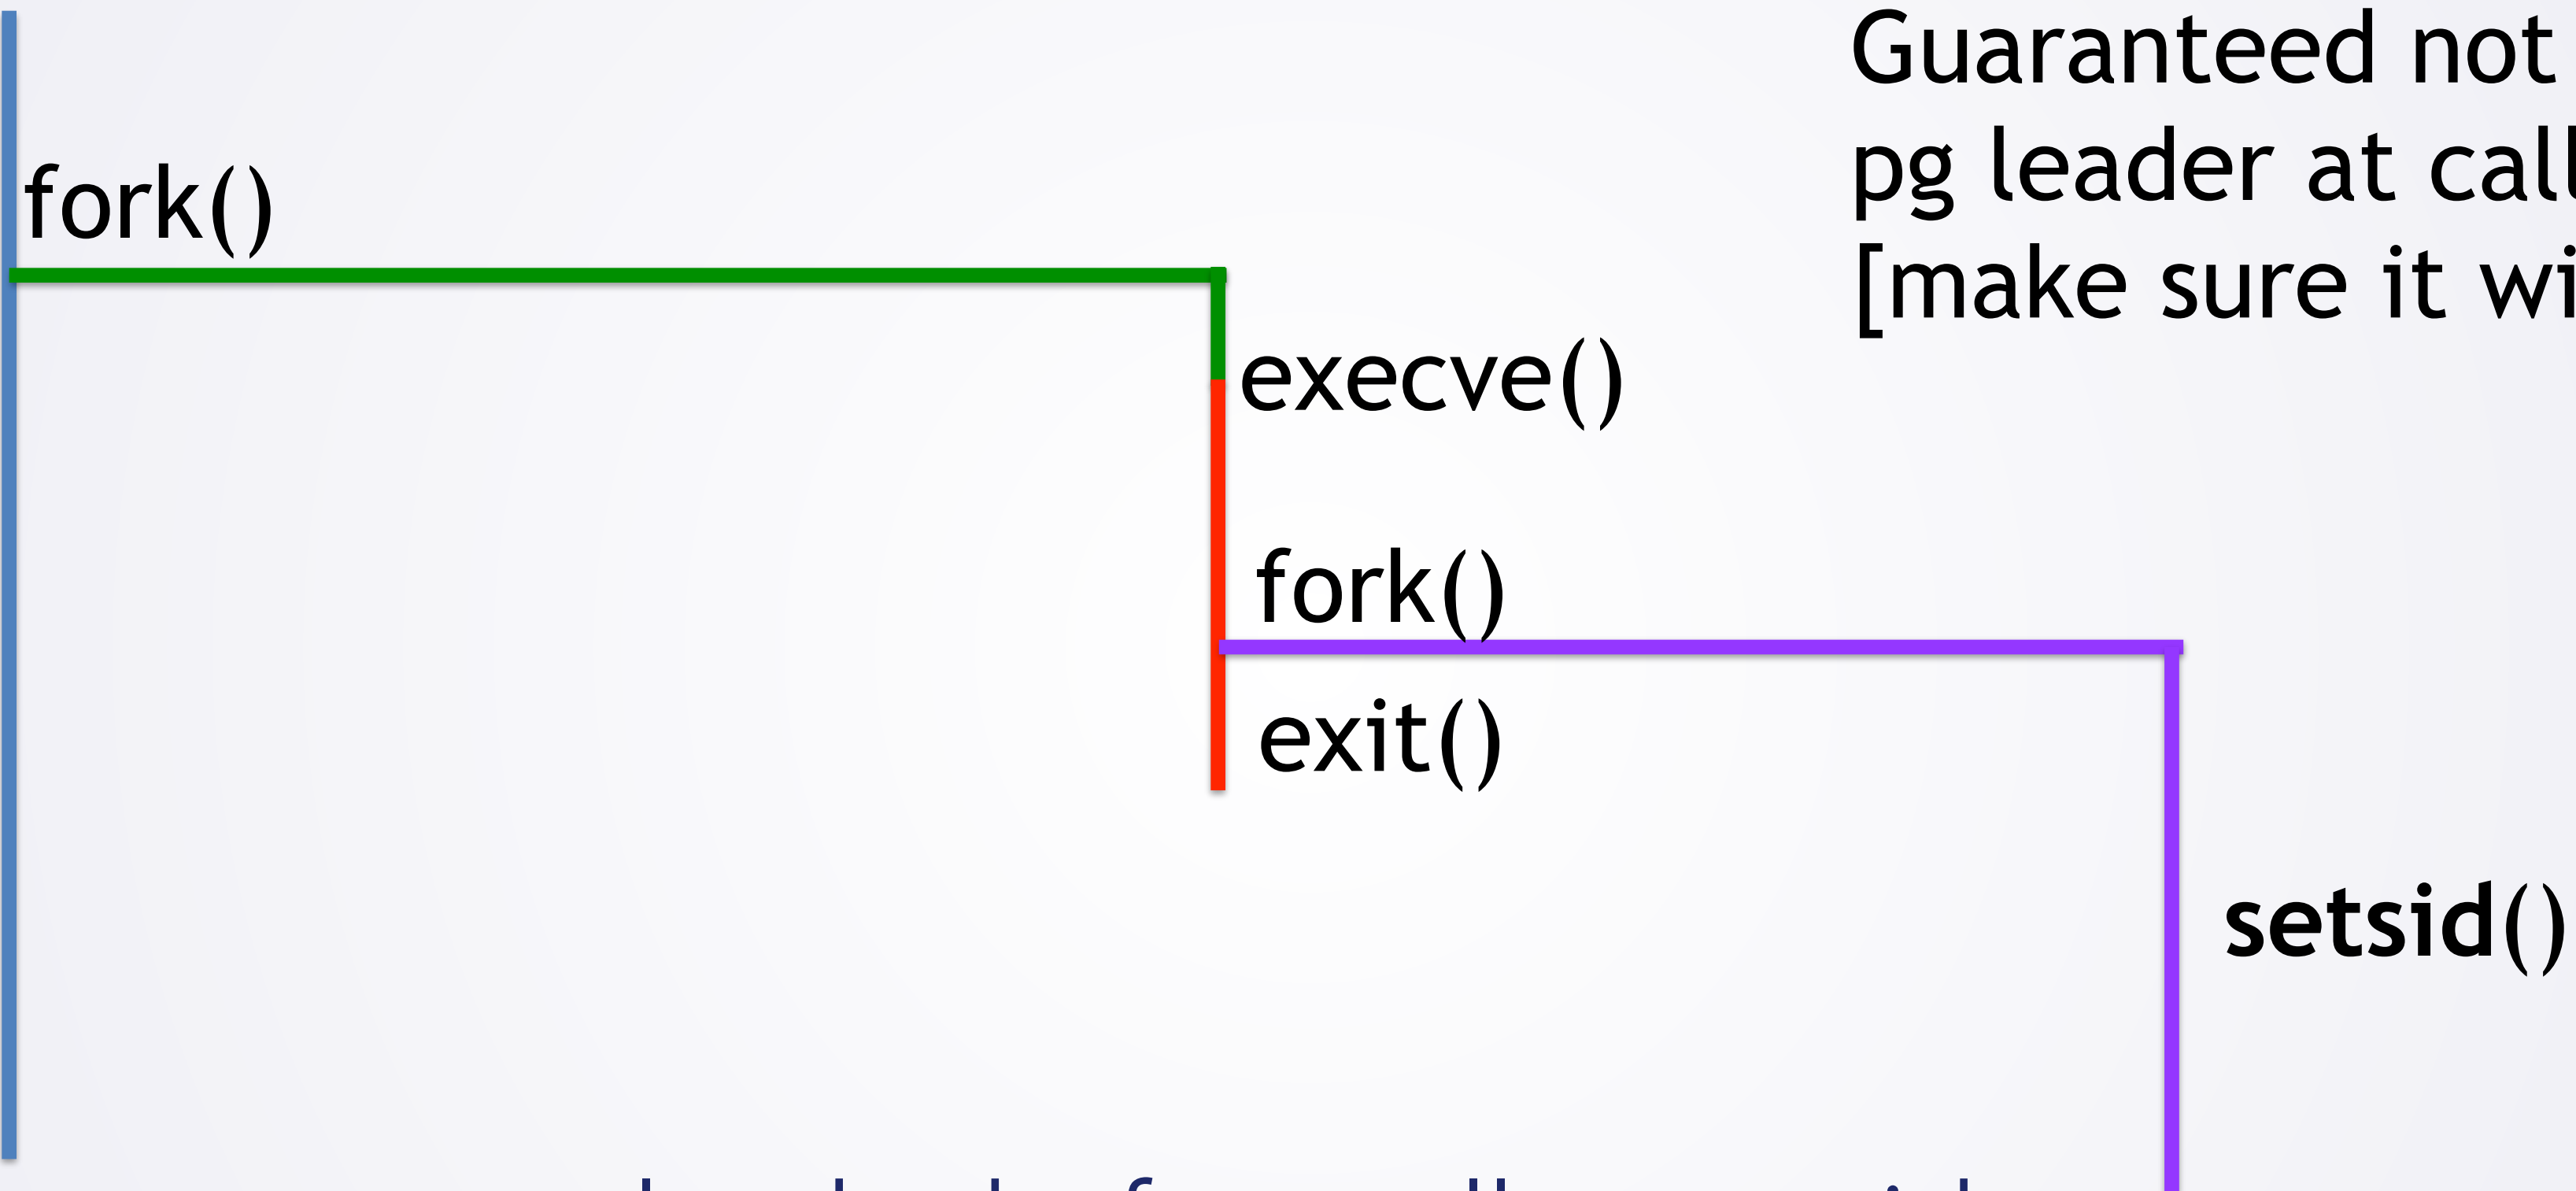 Guaranteed not
pg leader at call
[make sure it wi
fork()
execve()
fork()
exit()
setsid()